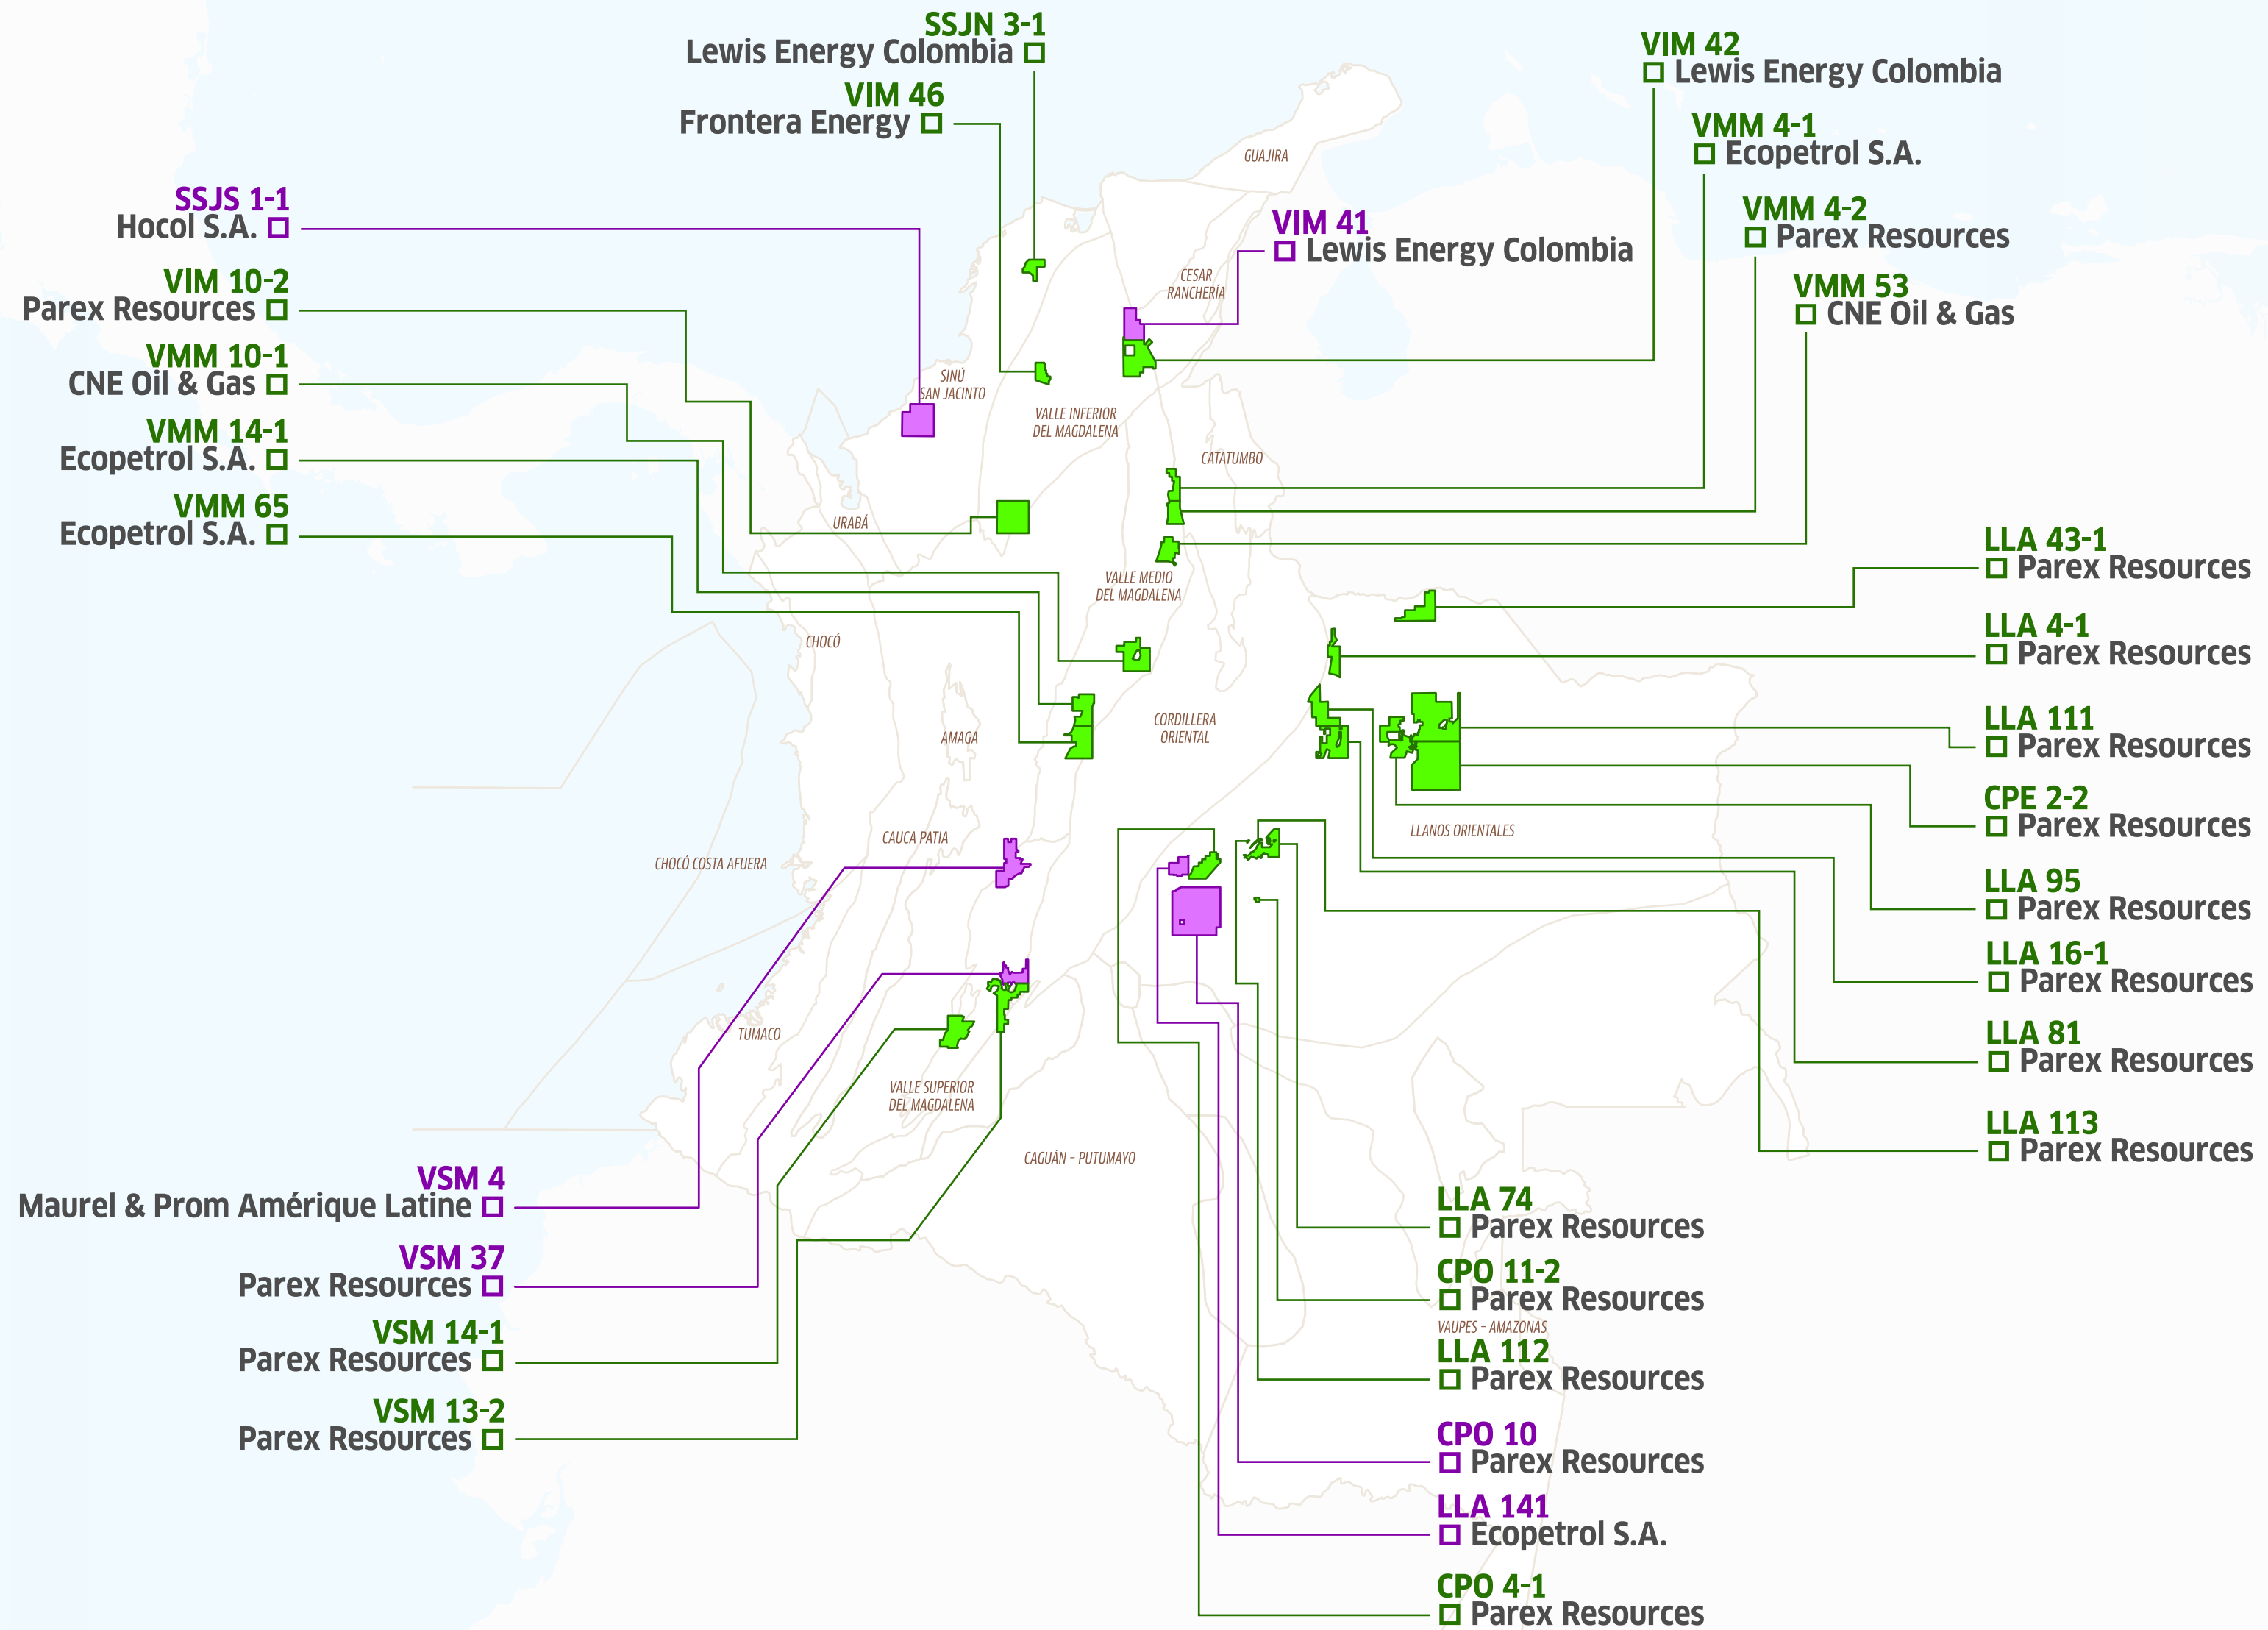 SSJN 3-1
Lewis Energy Colombia
VIM 46
Frontera Energy
VIM 42
Lewis Energy Colombia
VMM 4-1
Ecopetrol S.A.
VMM 4-2
Parex Resources
VMM 53
CNE Oil & Gas
VIM 41
Lewis Energy Colombia
SSJS 1-1
Hocol S.A.
VIM 10-2
Parex Resources
VMM 10-1
CNE Oil & Gas
VMM 14-1
Ecopetrol S.A.
VMM 65
Ecopetrol S.A.
GUAJIRA
CESAR
RANCHERÍA
SINÚ
SAN JACINTO
VALLE INFERIOR
DEL MAGDALENA
CATATUMBO
URABÁ
VALLE MEDIO
DEL MAGDALENA
CHOCÓ
AMAGA
CORDILLERA
ORIENTAL
CAUCA PATIA
CHOCÓ COSTA AFUERA
LLANOS ORIENTALES
TUMACO
VALLE SUPERIOR
DEL MAGDALENA
CAGUÁN - PUTUMAYO
LLA 43-1
Parex Resources
LLA 4-1
Parex Resources
LLA 111
Parex Resources
CPE 2-2
Parex Resources
LLA 95
Parex Resources
LLA 16-1
Parex Resources
LLA 81
Parex Resources
LLA 113
Parex Resources
VSM 4
Maurel & Prom Amérique Latine
VSM 37
Parex Resources
VSM 14-1
Parex Resources
VSM 13-2
Parex Resources
LLA 74
Parex Resources
CPO 11-2
Parex Resources
VAUPES - AMAZONAS
LLA 112
Parex Resources
CPO 10
Parex Resources
LLA 141
Ecopetrol S.A.
CPO 4-1
Parex Resources